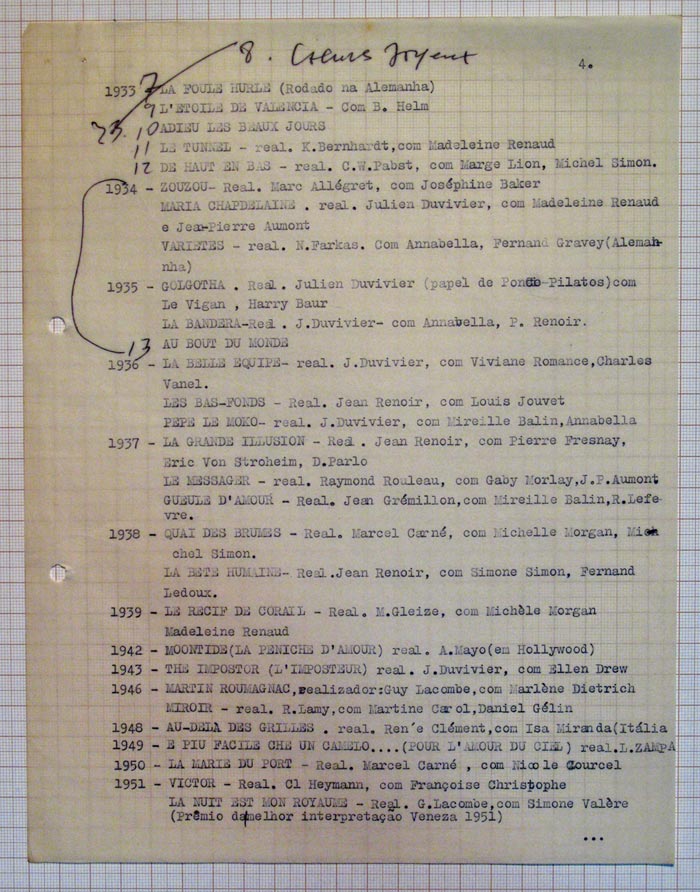 8. Coeurs Joyeux
4.
1933 7 LA FOULE HURLE (Rodado na Alemanha)
9 L'ETOILE DE VALENCIA - Com B. Helm
23. 10 ADIEU LES BEAUX JOURS
11 LE TUNNEL - real. K.Bernhardt,com Madeleine Renaud
12 DE HAUT EN BAS - real. C.W.Pabst, com Marge Lion, Michel Simon.
1934 - ZOUZOU- Real. Marc Allégret, com Joséphine Baker
MARIA CHAPDELAINE . real. Julien Duvivier, com Madeleine Renaud
e Jean-Pierre Aumont
VARIETES - real. N.Farkas. Com Annabella, Fernand Gravey(Aleman-
nha)
1935 - GOLGOTHA . Real. Julien Duvivier (papel de Pilatos)com
Le Vigan , Harry Baur
LA BANDERA-Real . J.Duvivier- com Annabella, P. Renoir.
13 AU BOUT DU MONDE
1936 - LA BELLE EQUIPE- real. J.Duvivier, com Viviane Romance,Charles
Vanel.
LES BAS-FONDS - Real. Jean Renoir, com Louis Jouvet
PEPE LE MOKO- real. J.Duvivier, com Mireille Balin,Annabella
1937 - LA GRANDE ILLUSION - Real . Jean Renoir, com Pierre Fresnay,
Eric Von Stroheim, D.Parlo
LE MESSAGER - real. Raymond Rouleau, com Gaby Morlay,J.P.Aumont
GUEULE D'AMOUR - Real. Jean Grémillon,com Mireille Balin,R.Lefe-
vre.
1938 - QUAI DES BRUMES - Real. Marcel Carné, com Michelle Morgan, Mich
chel Simon.
LA BETE HUMAINE- Real.Jean Renoir, com Simone Simon, Fernand
Ledoux.
1939 - LE RECIF DE CORAIL - Real. M.Gleize, com Michèle Morgan
Madeleine Renaud
1942 - MOONTIDE(LA PENICHE D'AMOUR) real. A.Mayo(em Hollywood)
1943 - THE IMPOSTOR (L'IMPOSTEUR) real. J.Duvivier, com Ellen Drew
1946 - MARTIN ROUMAGNAC,realizador:Guy Lacombe,com Marlène Dietrich
MIROIR - real. R.Lamy,com Martine Carol,Daniel Gélin
1948 - AU-DELA DES GRILLES . real. Ren´e Clément,com Isa Miranda(Itália
1949 - E PIU FACILE CHE UN CAMELO....(POUR L'AMOUR DU CIEL) real.L.ZAMPA
1950 - LA MARIE DU PORT - Real. Marcel Carné , com Nicole Courcel
1951 - VICTOR - Real. Cl Heymann, com Françoise Christophe
LA NUIT EST MON ROYAUME - Real. G.Lacombe,com Simone Valère
(Prêmio da melhor interpretação Veneza 1951)
...